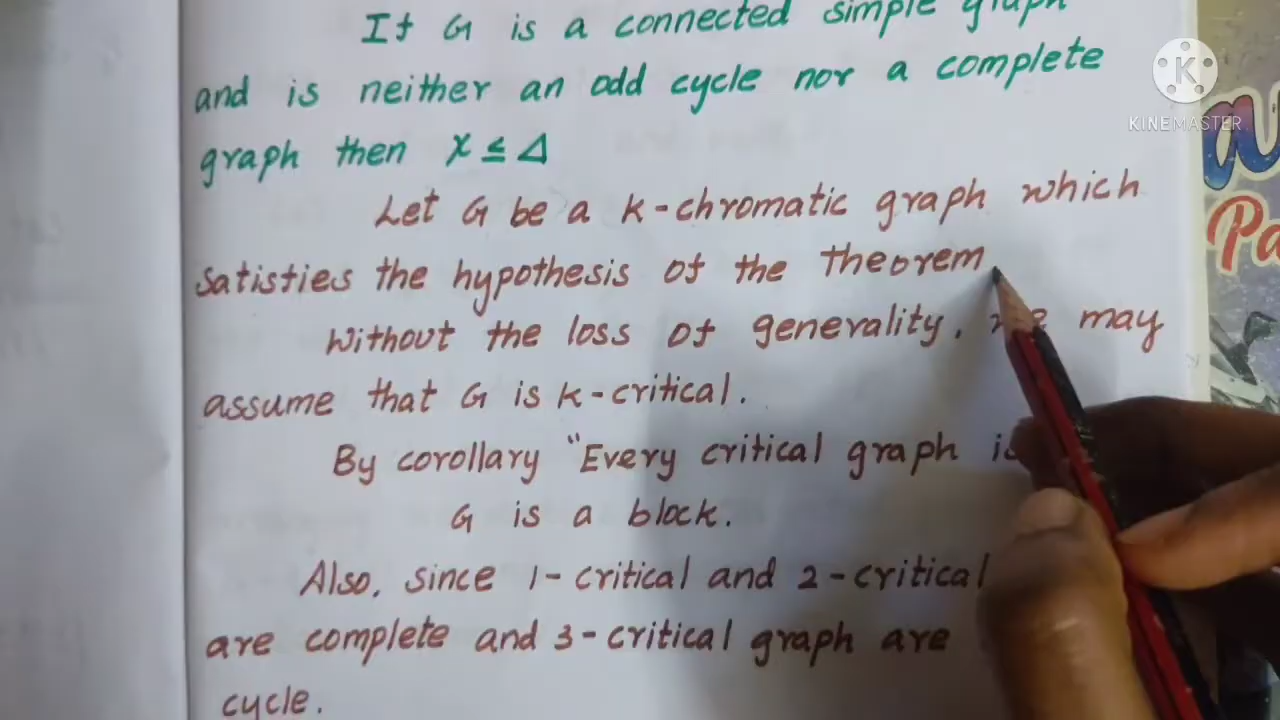 If G is a connected simple graph
and is neither an odd cycle nor a complete
graph then χ ≤ Δ
Let G be a K-chromatic graph which
satisfies the hypothesis of the theorem
Without the loss of generality, we may
assume that G is K-critical.
By corollary "Every critical graph is
G is a block.
Also, since 1-critical and 2-critical
are complete and 3-critical graph are
cycle.
KINEMASTER